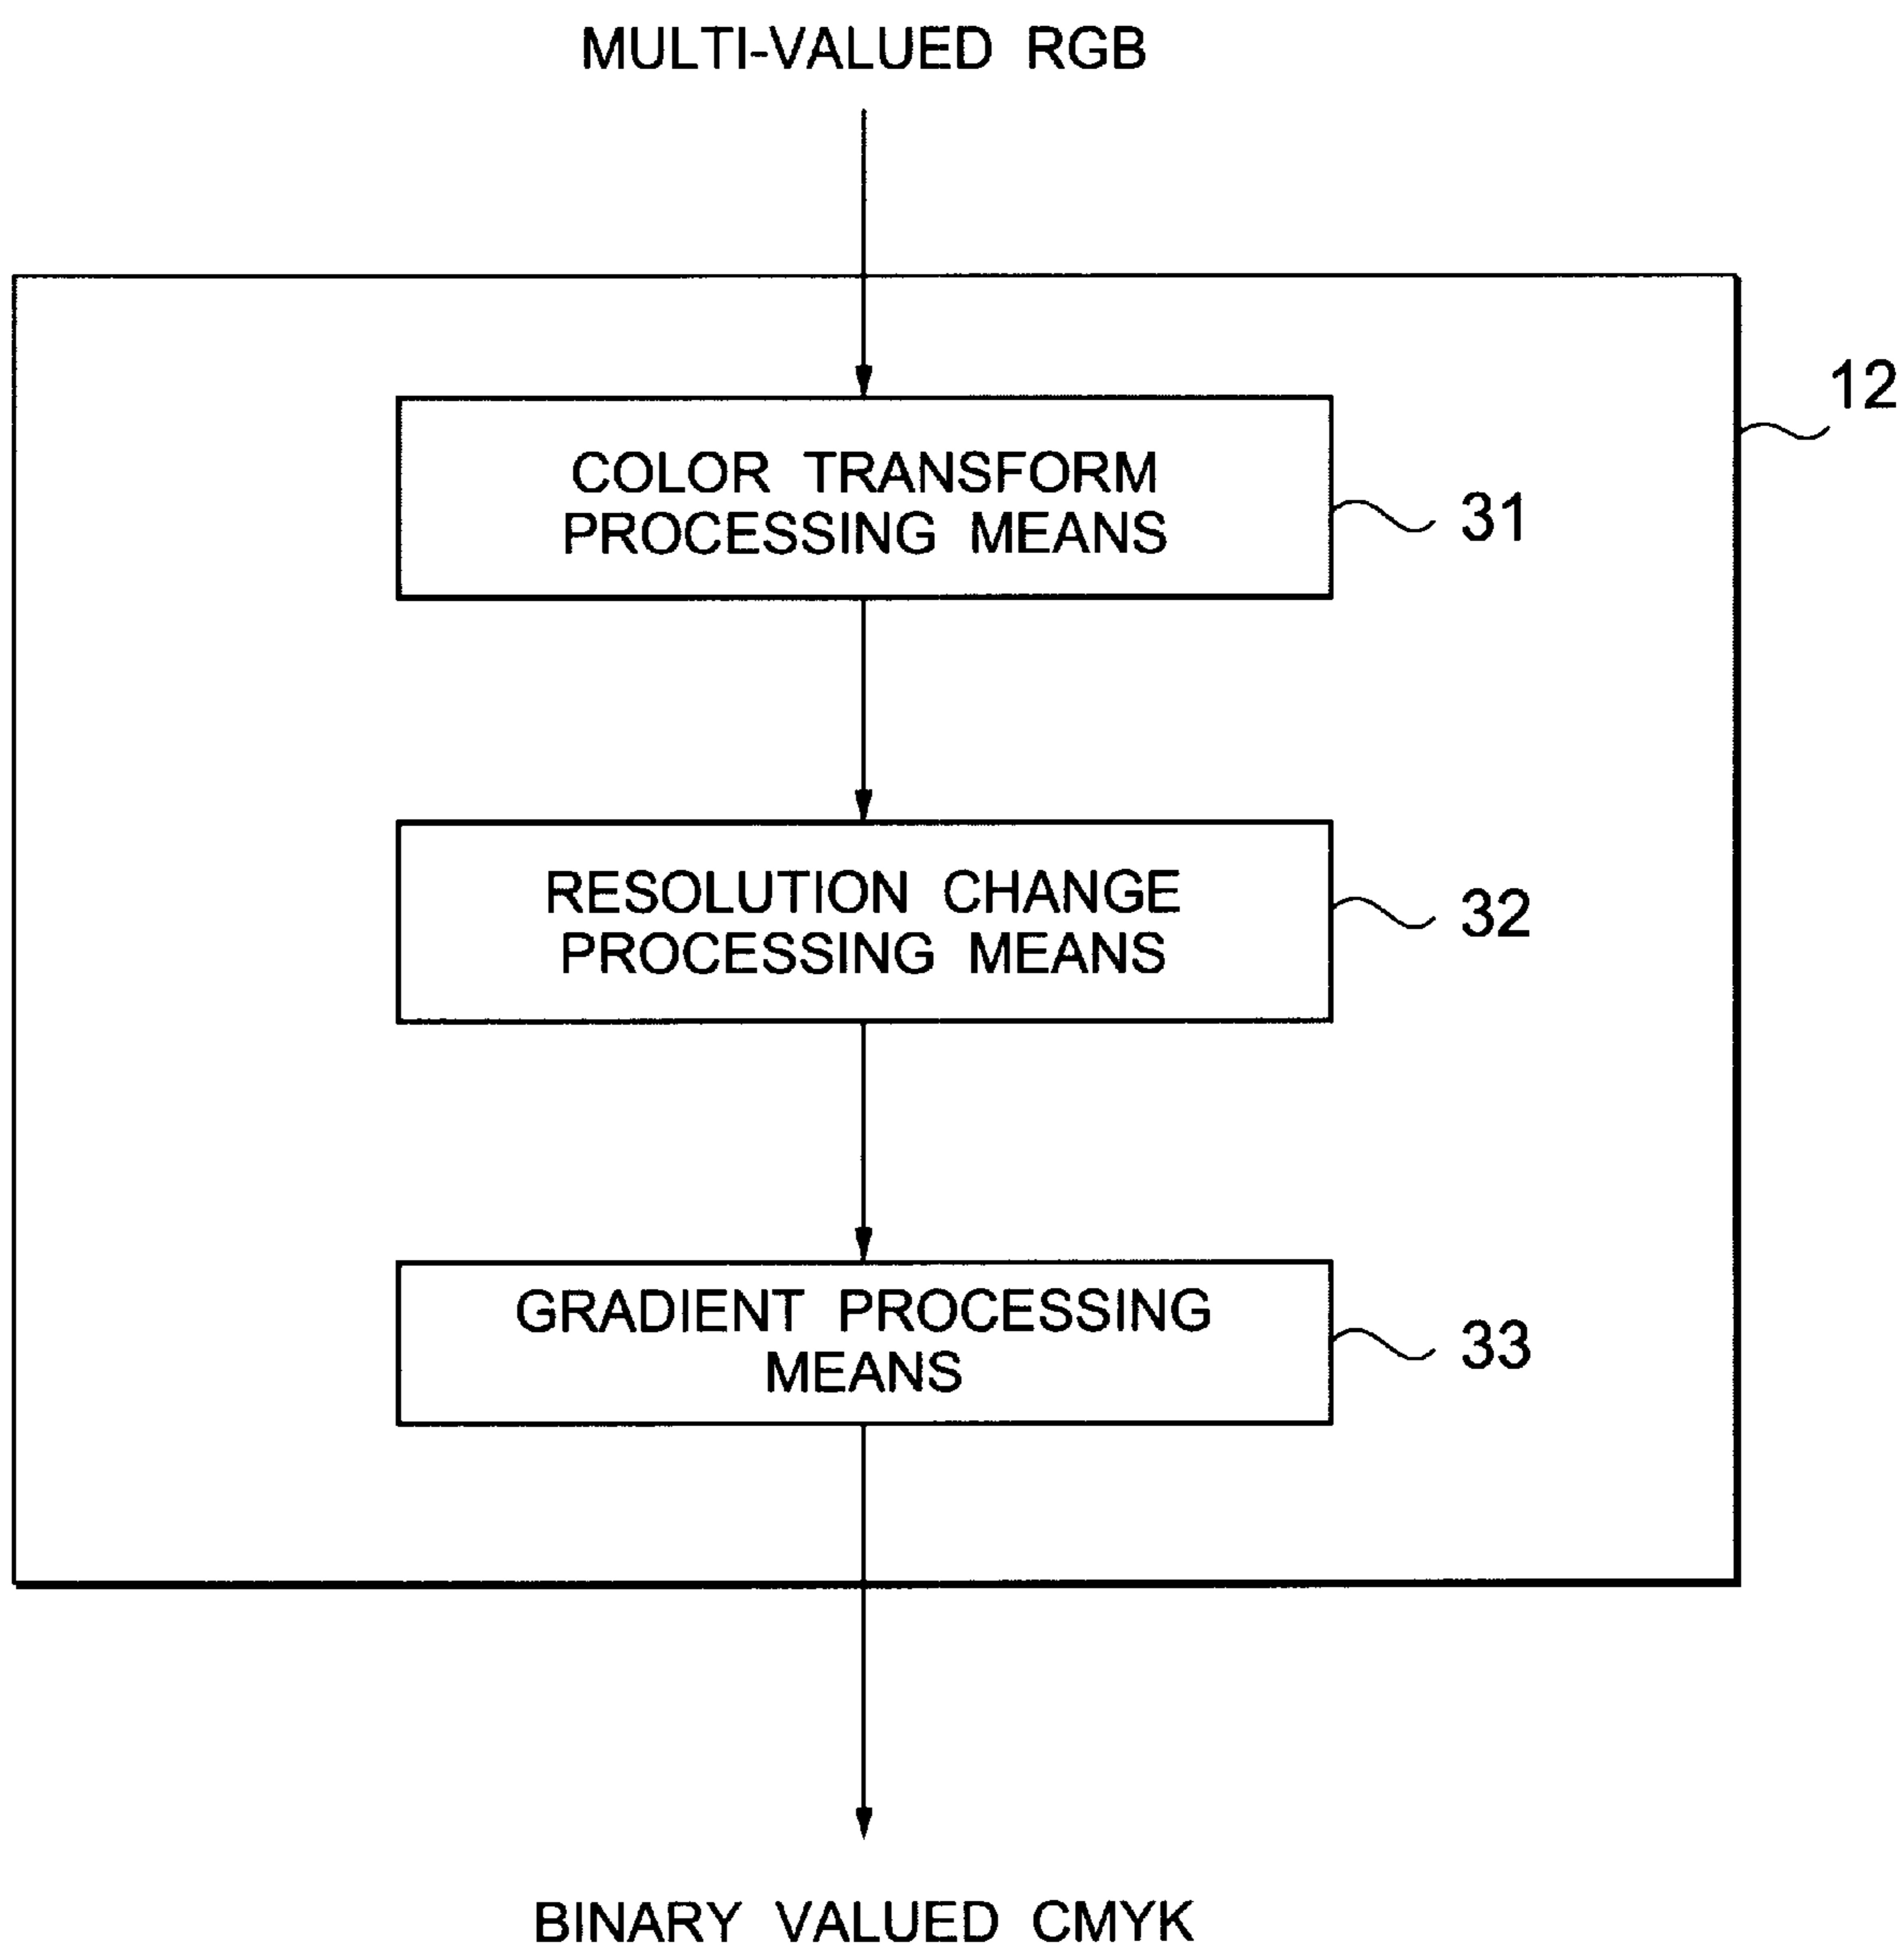 MULTI-VALUED RGB
12
COLOR TRANSFORM
PROCESSING MEANS
31
RESOLUTION CHANGE
PROCESSING MEANS
32
GRADIENT PROCESSING
MEANS
33
BINARY VALUED CMYK